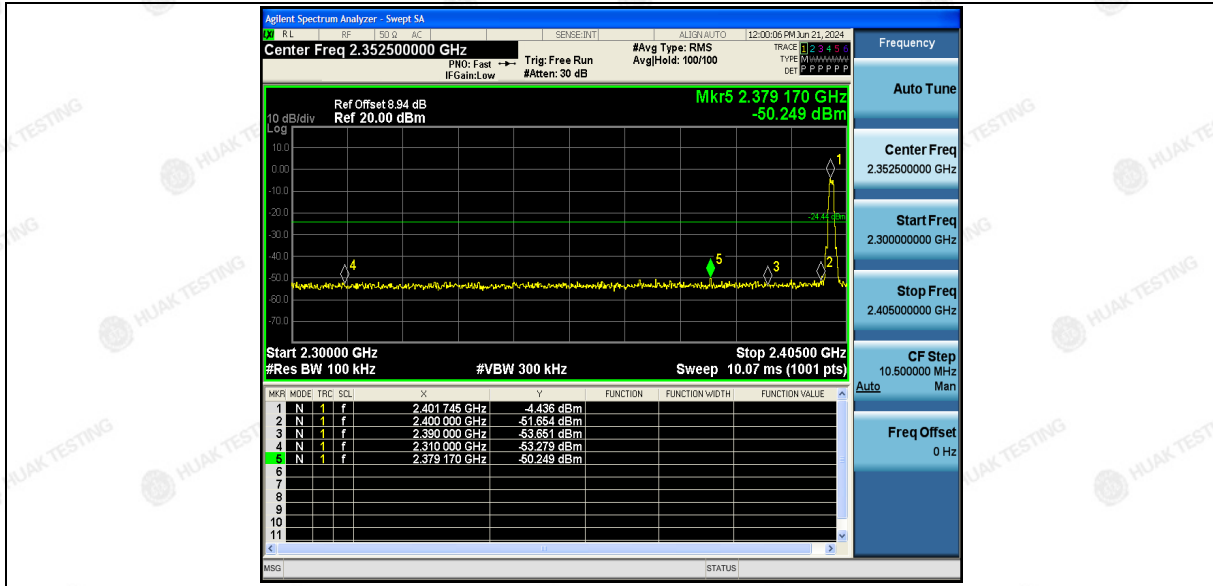 Agilent Spectrum Analyzer - Swept SA
LXI RL RF 50 Ω AC SENSE:INT ALIGN AUTO 12:00:06 PM Jun 21, 2024
Center Freq 2.352500000 GHz #Avg Type: RMS TRACE 1 2 3 4 5 6
PNO: Fast Trig: Free Run Avg|Hold: 100/100 TYPE M
IFGain:Low #Atten: 30 dB DET P P P P P P
Mkr5 2.379 170 GHz
-50.249 dBm
Ref Offset 8.94 dB
10 dB/div Ref 20.00 dBm
Log
10.0
0.00
-10.0
-20.0
-30.0
-40.0
-50.0
-60.0
-70.0
1
-24.44 dBm
4
5
3
2
Start 2.30000 GHz Stop 2.40500 GHz
#Res BW 100 kHz #VBW 300 kHz Sweep 10.07 ms (1001 pts)
MKR MODE TRC SCL X Y FUNCTION FUNCTION WIDTH FUNCTION VALUE
1 N 1 f 2.401 745 GHz -4.436 dBm
2 N 1 f 2.400 000 GHz -51.654 dBm
3 N 1 f 2.390 000 GHz -53.651 dBm
4 N 1 f 2.310 000 GHz -53.279 dBm
5 N 1 f 2.379 170 GHz -50.249 dBm
6
7
8
9
10
11
MSG STATUS
Frequency
Auto Tune
Center Freq
2.352500000 GHz
Start Freq
2.300000000 GHz
Stop Freq
2.405000000 GHz
CF Step
10.500000 MHz
Auto Man
Freq Offset
0 Hz
HUAK TESTING
HUAK TESTING
HUAK TESTING
HUAK TESTING